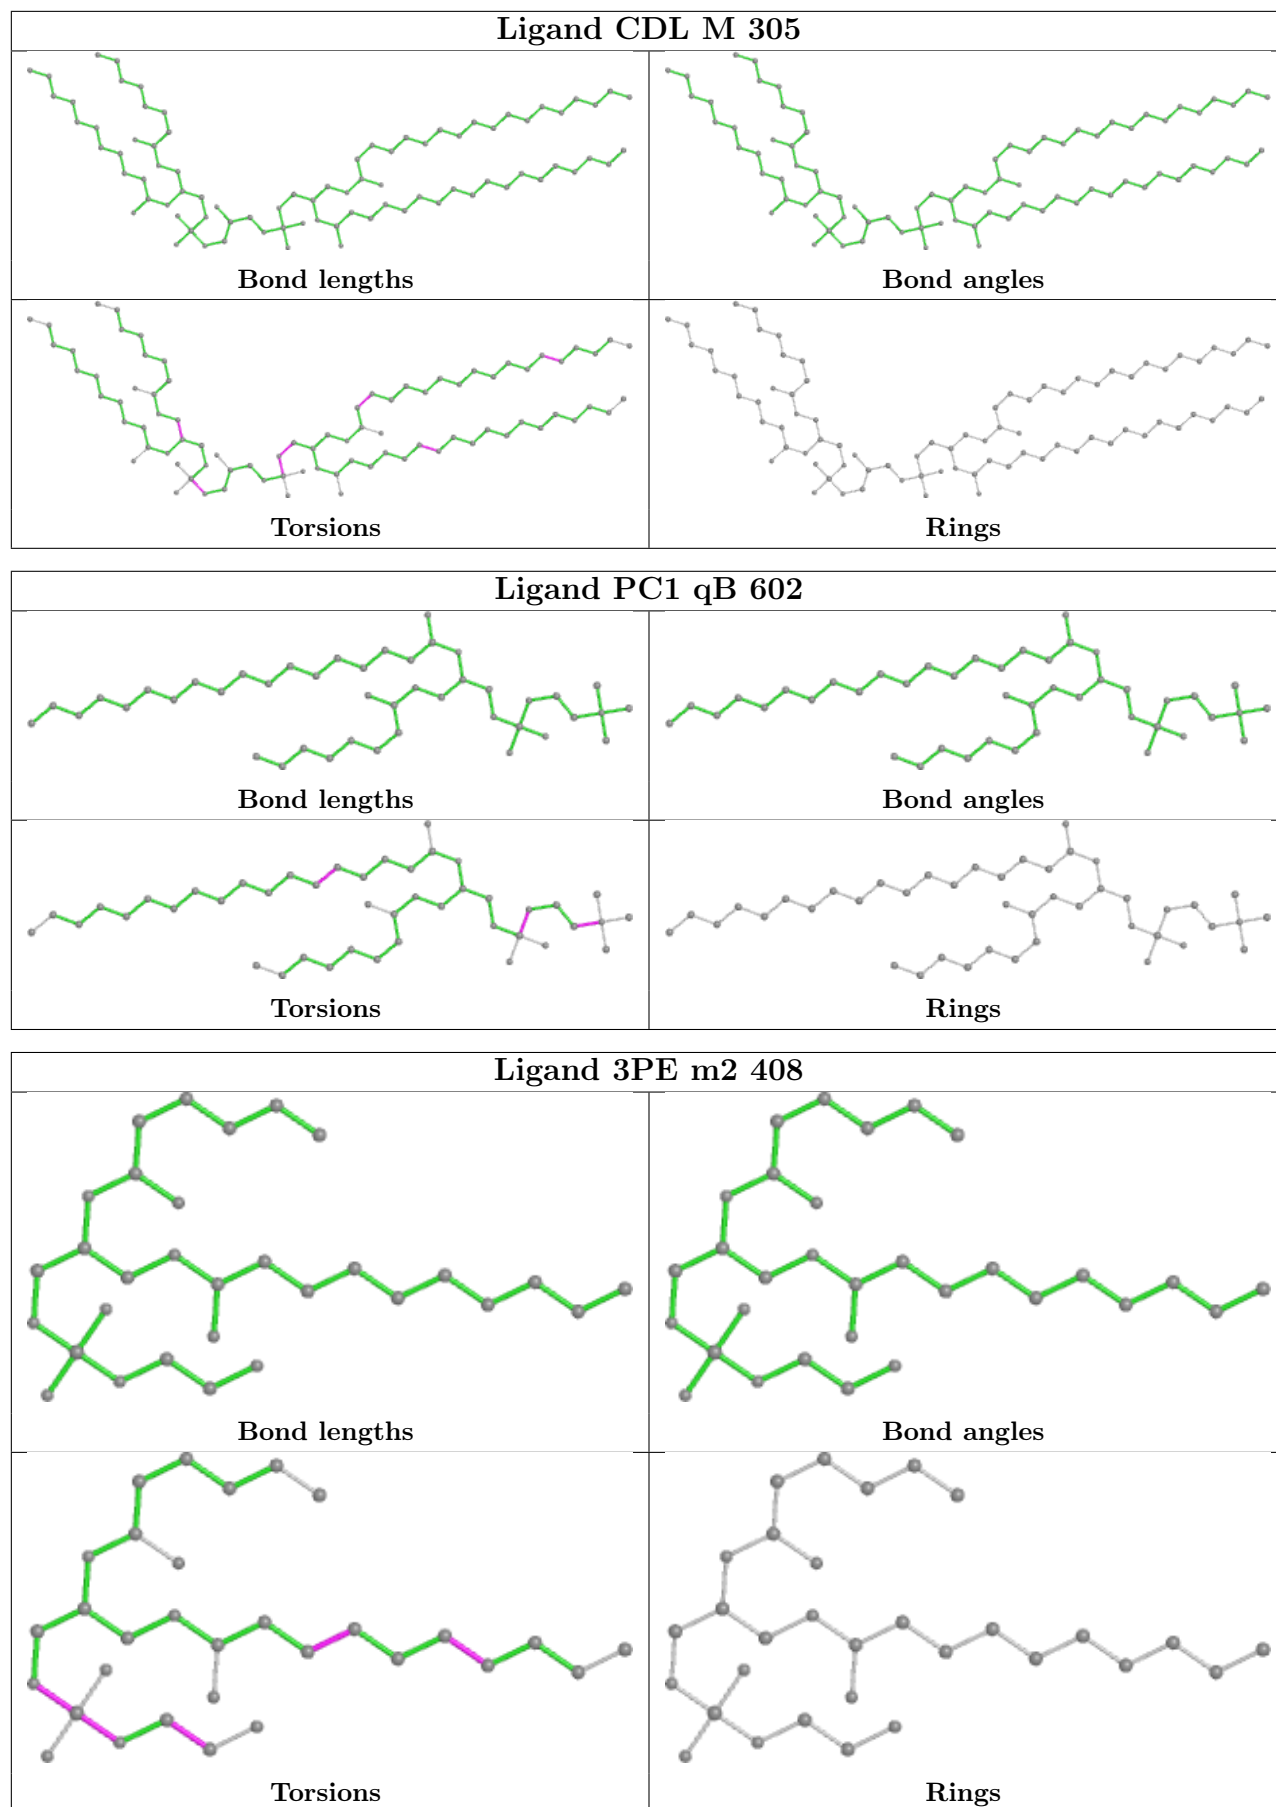 Ligand CDL M 305
Bond lengths
Bond angles
Torsions
Rings
Ligand PC1 qB 602
Bond lengths
Bond angles
Torsions
Rings
Ligand 3PE m2 408
Bond lengths
Bond angles
Torsions
Rings